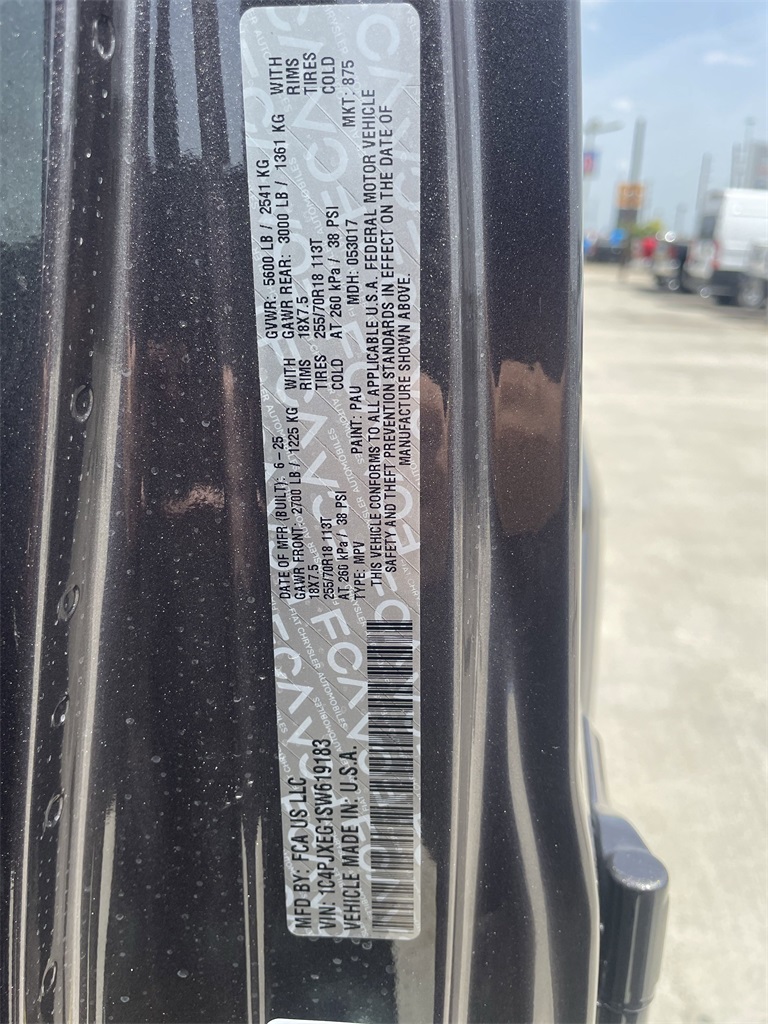 MFD BY: FCA US LLC
DATE OF MFR (BUILT): 6-25
GVWR: 5600 LB / 2541 KG
GAWR FRONT: 2700 LB / 1225 KG WITH
18X7.5 RIMS
255/70R18 113T TIRES
AT 260 kPa / 38 PSI COLD
GAWR REAR: 3000 LB / 1361 KG WITH
18X7.5 RIMS
255/70R18 113T TIRES
AT 260 kPa / 38 PSI COLD
VIN: 1C4PJXEG1SW619183
TYPE: MPV
PAINT: PAU
MDH: 053017
MKT: 875
VEHICLE MADE IN: U.S.A.
THIS VEHICLE CONFORMS TO ALL APPLICABLE U.S.A. FEDERAL MOTOR VEHICLE
SAFETY AND THEFT PREVENTION STANDARDS IN EFFECT ON THE DATE OF
MANUFACTURE SHOWN ABOVE.